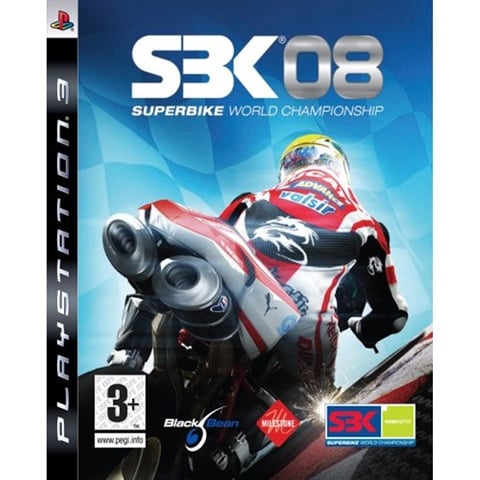 PLAYSTATION 3
SBK 08
SUPERBIKE WORLD CHAMPIONSHIP
ADVANCE
valsir
3+
www.pegi.info
Black Bean
MILESTONE
SBK
SUPERBIKE WORLD CHAMPIONSHIP